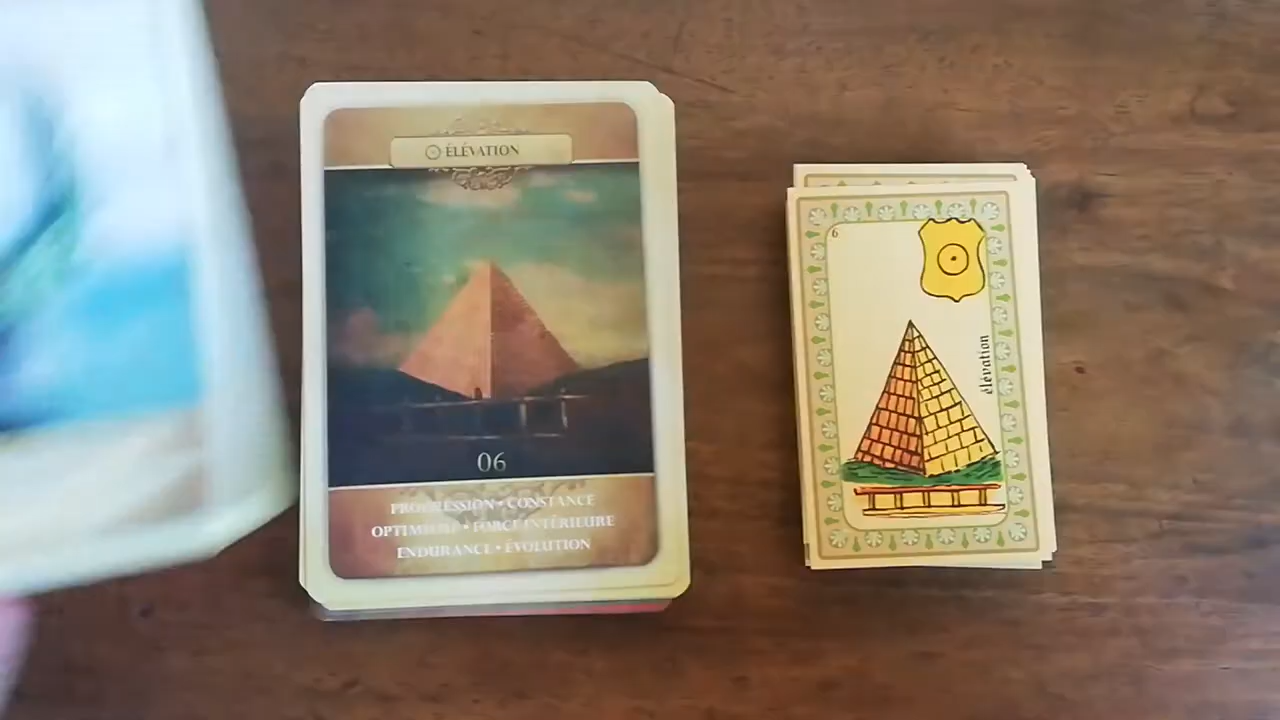 ÉLÉVATION
06
PROGRESSION • CONSTANCE
OPTIMISME • FORCE INTÉRIEURE
ENDURANCE • ÉVOLUTION
6
élévation